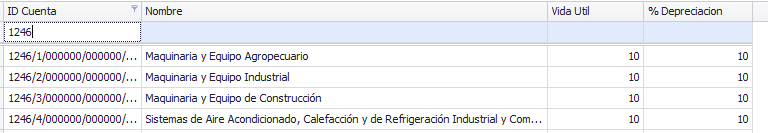 ID Cuenta Nombre Vida Util % Depreciacion
1246
1246/1/000000/000000/... Maquinaria y Equipo Agropecuario 10 10
1246/2/000000/000000/... Maquinaria y Equipo Industrial 10 10
1246/3/000000/000000/... Maquinaria y Equipo de Construcción 10 10
1246/4/000000/000000/... Sistemas de Aire Acondicionado, Calefacción y de Refrigeración Industrial y Com... 10 10